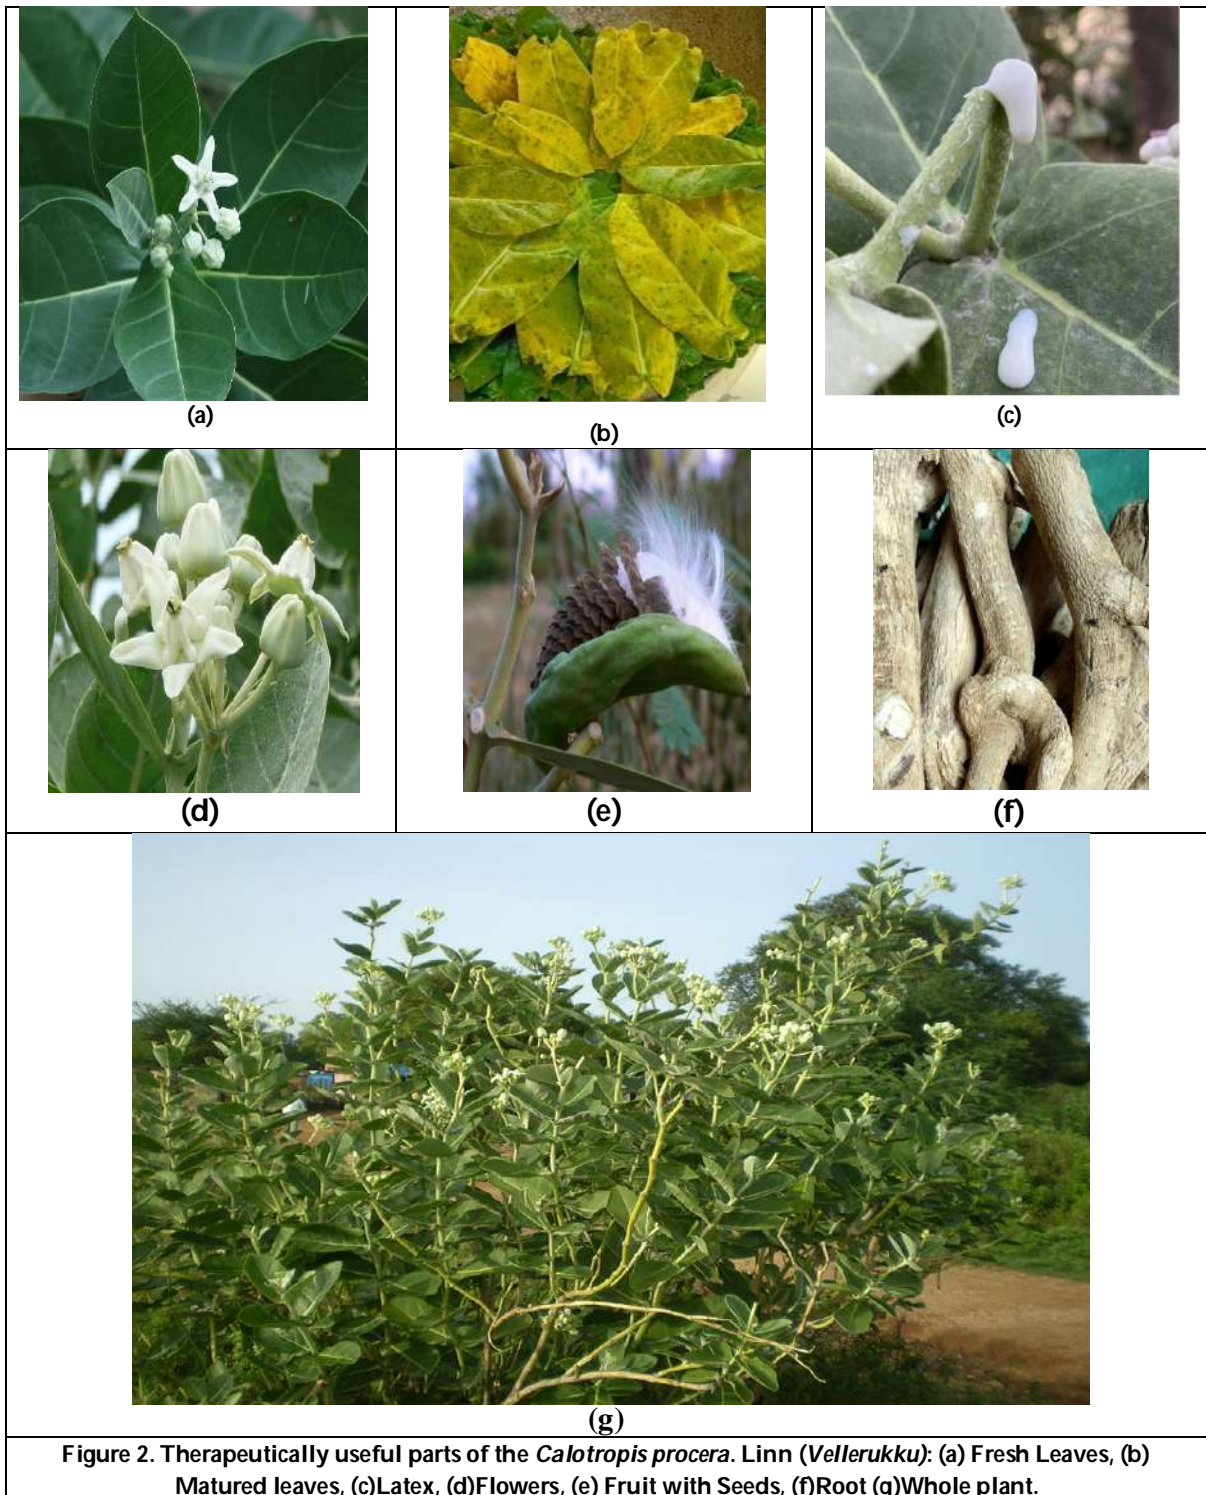 (a)
(b)
(c)
(d)
(e)
(f)
(g)
Figure 2. Therapeutically useful parts of the Calotropis procera. Linn (Vellerukku): (a) Fresh Leaves, (b)
Matured leaves, (c)Latex, (d)Flowers, (e) Fruit with Seeds, (f)Root (g)Whole plant.